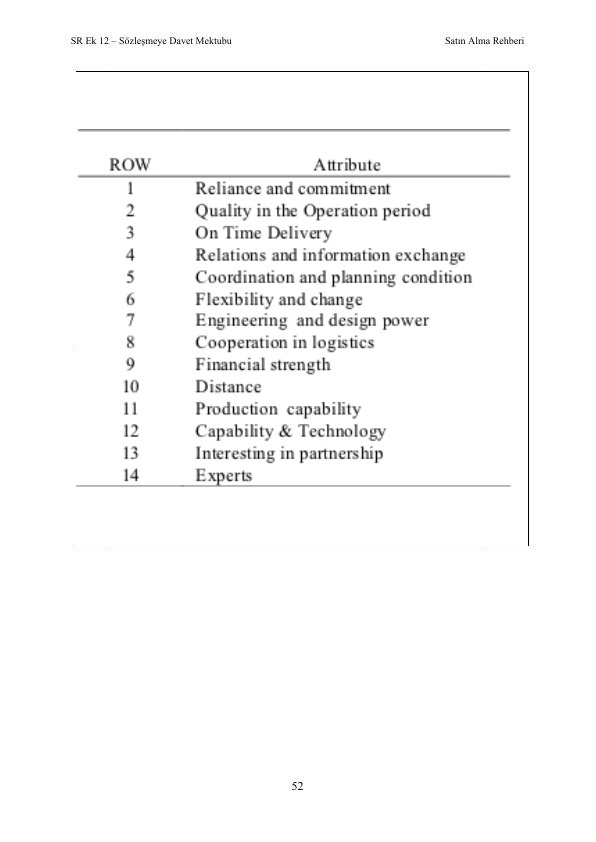 SR Ek 12 – Sözleşmeye Davet Mektubu Satın Alma Rehberi
ROW Attribute
1 Reliance and commitment
2 Quality in the Operation period
3 On Time Delivery
4 Relations and information exchange
5 Coordination and planning condition
6 Flexibility and change
7 Engineering and design power
8 Cooperation in logistics
9 Financial strength
10 Distance
11 Production capability
12 Capability & Technology
13 Interesting in partnership
14 Experts
52